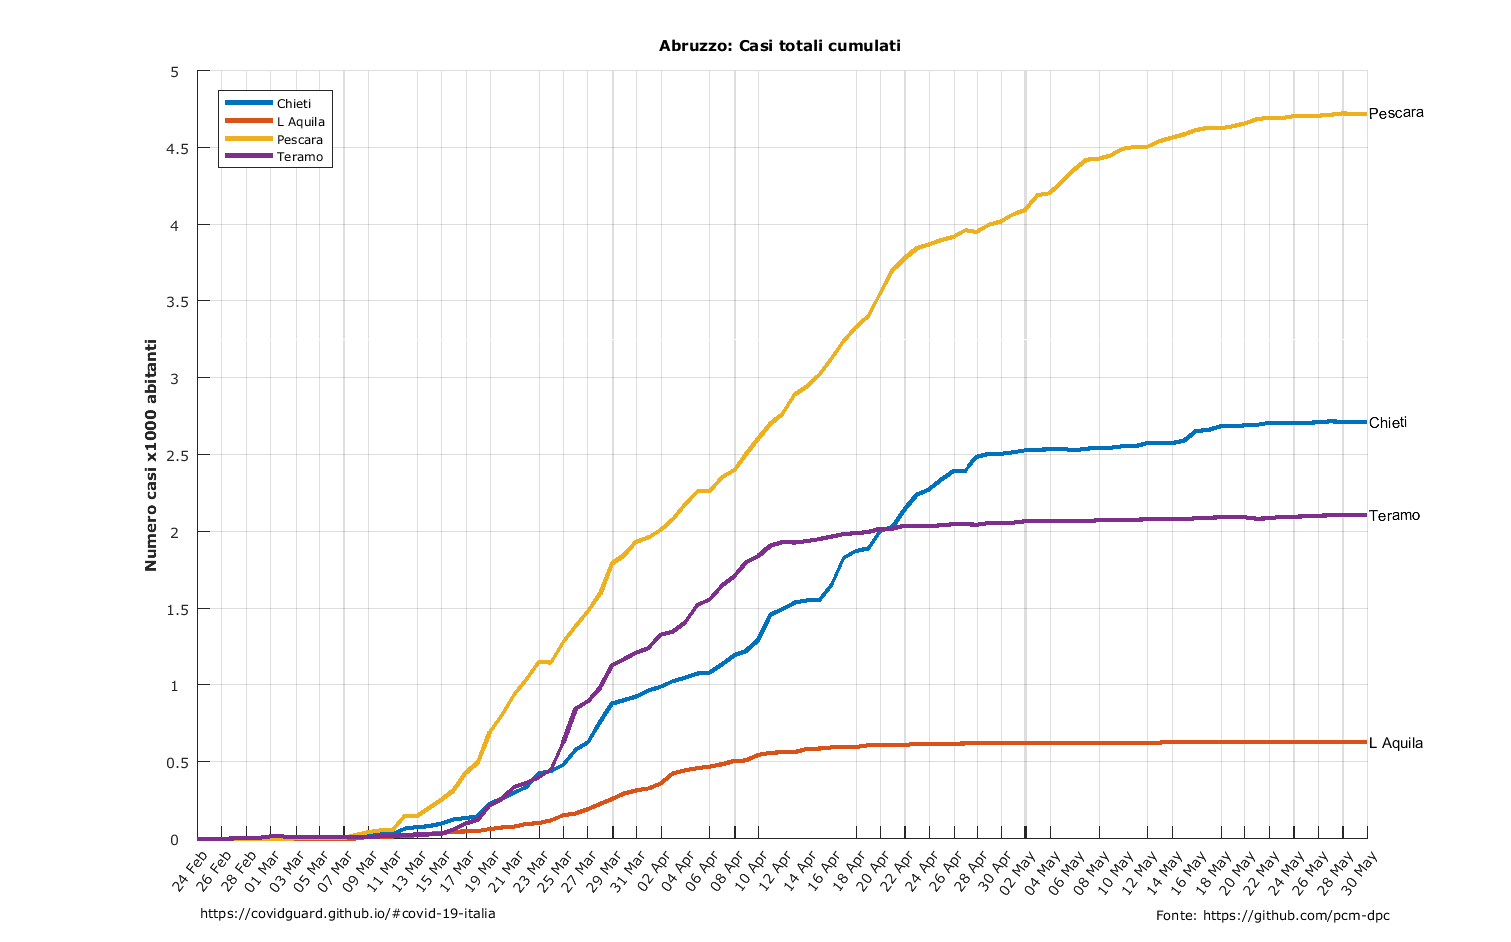 Abruzzo: Casi totali cumulati
5
4.5
4
3.5
3
2.5
2
1.5
1
0.5
0
Numero casi x1000 abitanti
Chieti
L Aquila
Pescara
Teramo
Pescara
Chieti
Teramo
L Aquila
24 Feb
26 Feb
28 Feb
01 Mar
03 Mar
05 Mar
07 Mar
09 Mar
11 Mar
13 Mar
15 Mar
17 Mar
19 Mar
21 Mar
23 Mar
25 Mar
27 Mar
29 Mar
31 Mar
02 Apr
04 Apr
06 Apr
08 Apr
10 Apr
12 Apr
14 Apr
16 Apr
18 Apr
20 Apr
22 Apr
24 Apr
26 Apr
28 Apr
30 Apr
02 May
04 May
06 May
08 May
10 May
12 May
14 May
16 May
18 May
20 May
22 May
24 May
26 May
28 May
30 May
https://covidguard.github.io/#covid-19-italia
Fonte: https://github.com/pcm-dpc